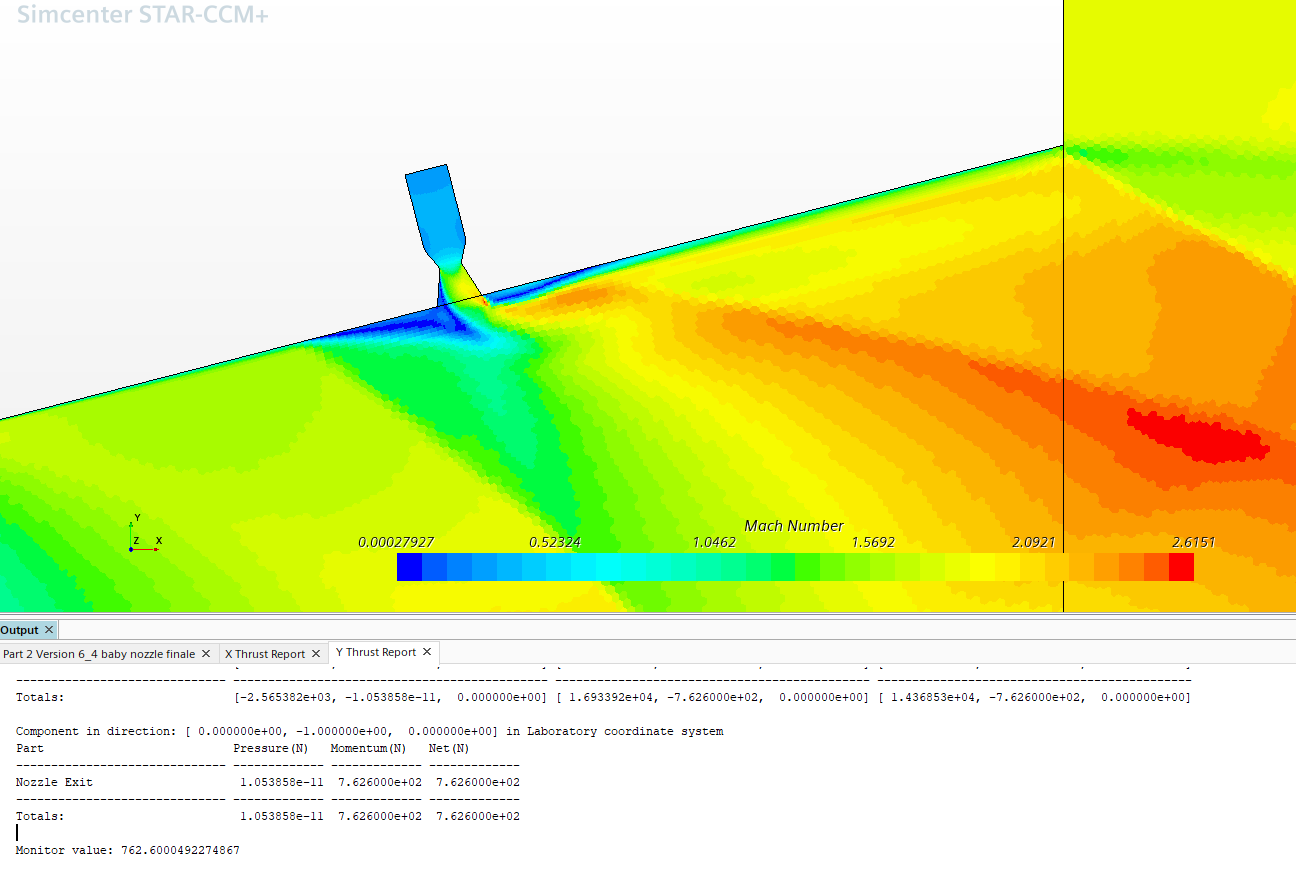 Simcenter STAR-CCM+
Y
Z X
Mach Number
0.00027927 0.52324 1.0462 1.5692 2.0921 2.6151
Output ×
Part 2 Version 6_4 baby nozzle finale × X Thrust Report × Y Thrust Report ×
------------------------------ -------------------------------------------- -------------------------------------------- --------------------------------------------
Totals: [-2.565382e+03, -1.053858e-11, 0.000000e+00] [ 1.693392e+04, -7.626000e+02, 0.000000e+00] [ 1.436853e+04, -7.626000e+02, 0.000000e+00]
Component in direction: [ 0.000000e+00, -1.000000e+00, 0.000000e+00] in Laboratory coordinate system
Part Pressure(N) Momentum(N) Net(N)
------------------------------ ------------- ------------- -------------
Nozzle Exit 1.053858e-11 7.626000e+02 7.626000e+02
------------------------------ ------------- ------------- -------------
Totals: 1.053858e-11 7.626000e+02 7.626000e+02
Monitor value: 762.6000492274867